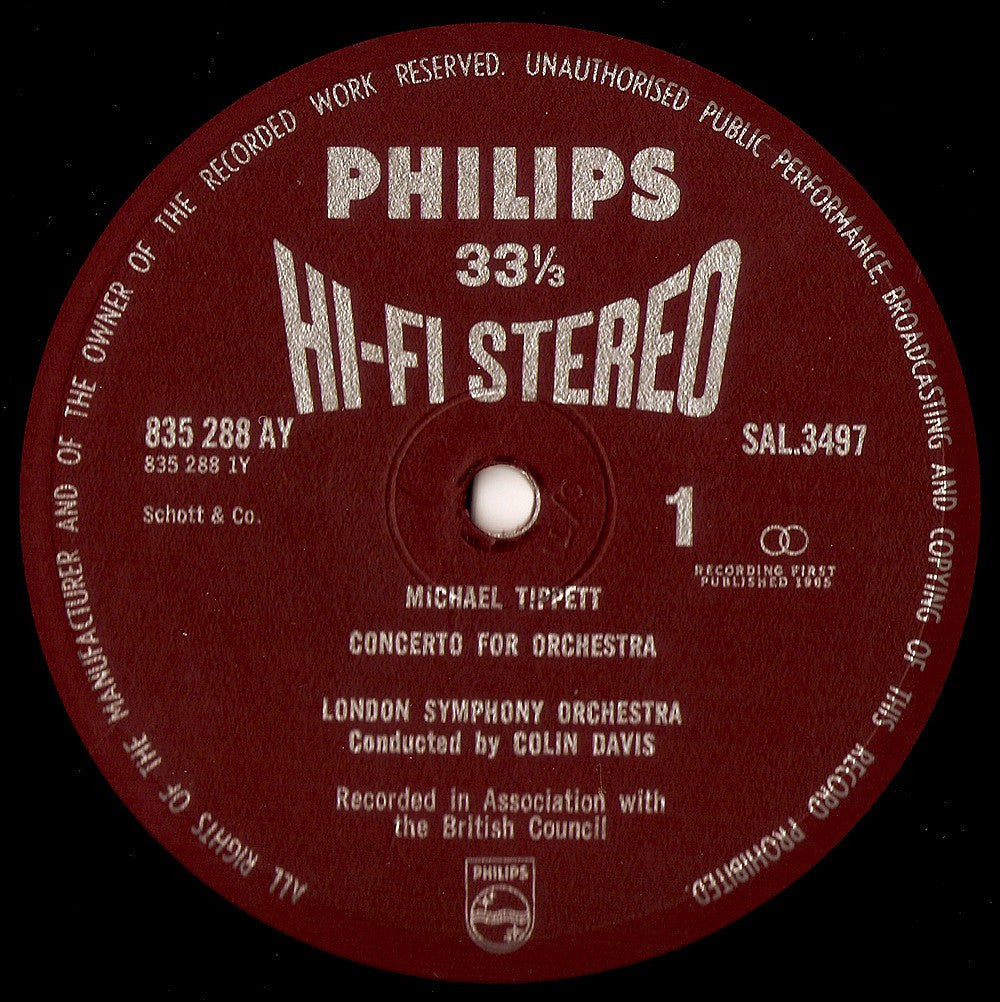 ALL RIGHTS OF THE MANUFACTURER AND OF THE OWNER OF THE RECORDED WORK RESERVED. UNAUTHORISED PUBLIC PERFORMANCE, BROADCASTING AND COPYING OF THIS RECORD PROHIBITED.
PHILIPS
33⅓
HI-FI STEREO
835 288 AY
835 288 1Y
Schott & Co.
SAL.3497
1
RECORDING FIRST
PUBLISHED 1965
MICHAEL TIPPETT
CONCERTO FOR ORCHESTRA
LONDON SYMPHONY ORCHESTRA
Conducted by COLIN DAVIS
Recorded in Association with
the British Council
PHILIPS